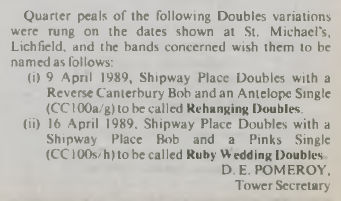 Quarter peals of the following Doubles variations
were rung on the dates shown at St. Michael's,
Lichfield, and the bands concerned wish them to be
named as follows:
(i) 9 April 1989, Shipway Place Doubles with a
Reverse Canterbury Bob and an Antelope Single
(CC100a/g) to be called Rehanging Doubles.
(ii) 16 April 1989, Shipway Place Doubles with a
Shipway Place Bob and a Pinks Single
(CC100s/h) to be called Ruby Wedding Doubles.
D. E. POMEROY,
Tower Secretary